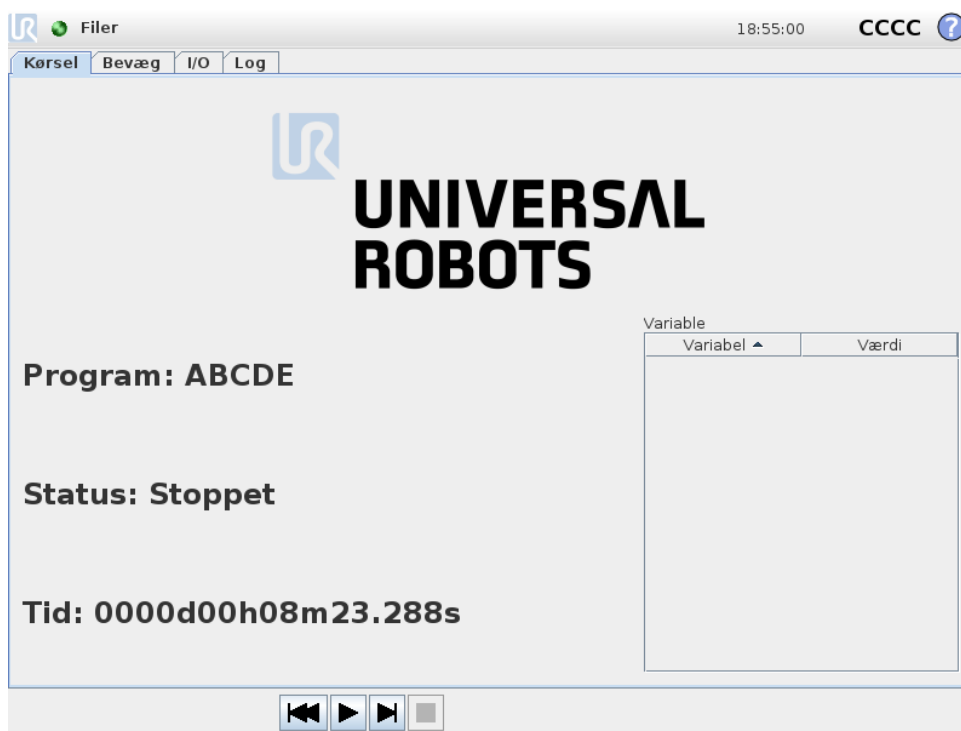 Filer
18:55:00
CCCC
?
Kørsel Bevæg I/O Log
UR
UNIVERSAL
ROBOTS
Variable
Variabel Værdi
Program: ABCDE
Status: Stoppet
Tid: 0000d00h08m23.288s